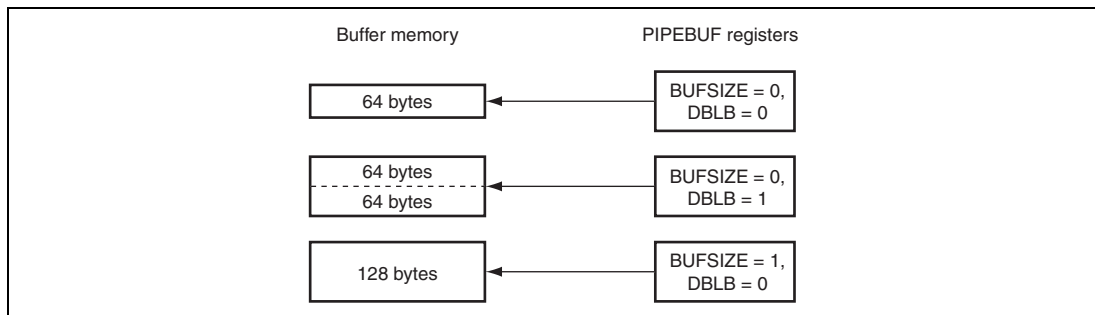 Buffer memory
PIPEBUF registers
64 bytes
BUFSIZE = 0,
DBLB = 0
64 bytes
64 bytes
BUFSIZE = 0,
DBLB = 1
128 bytes
BUFSIZE = 1,
DBLB = 0